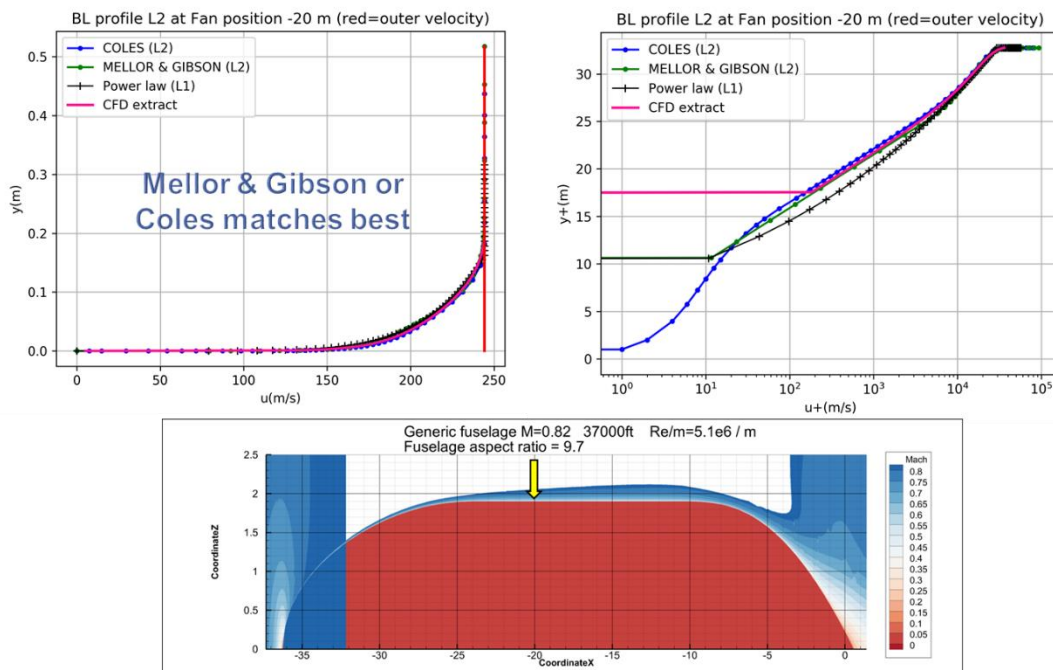 BL profile L2 at Fan position -20 m (red=outer velocity)
COLES (L2)
MELLOR & GIBSON (L2)
Power law (L1)
CFD extract
Mellor & Gibson or
Coles matches best
y(m)
0.5
0.4
0.3
0.2
0.1
0.0
0 50 100 150 200 250
u(m/s)
BL profile L2 at Fan position -20 m (red=outer velocity)
COLES (L2)
MELLOR & GIBSON (L2)
Power law (L1)
CFD extract
y+(m)
30
25
20
15
10
5
0
10⁰ 10¹ 10² 10³ 10⁴ 10⁵
u+(m/s)
Generic fuselage M=0.82 37000ft Re/m=5.1e6 / m
Fuselage aspect ratio = 9.7
CoordinateZ
2.5
2
1.5
1
0.5
0
-35 -30 -25 -20 -15 -10 -5 0
CoordinateX
Mach
0.8
0.75
0.7
0.65
0.6
0.55
0.5
0.45
0.4
0.35
0.3
0.25
0.2
0.15
0.1
0.05
0